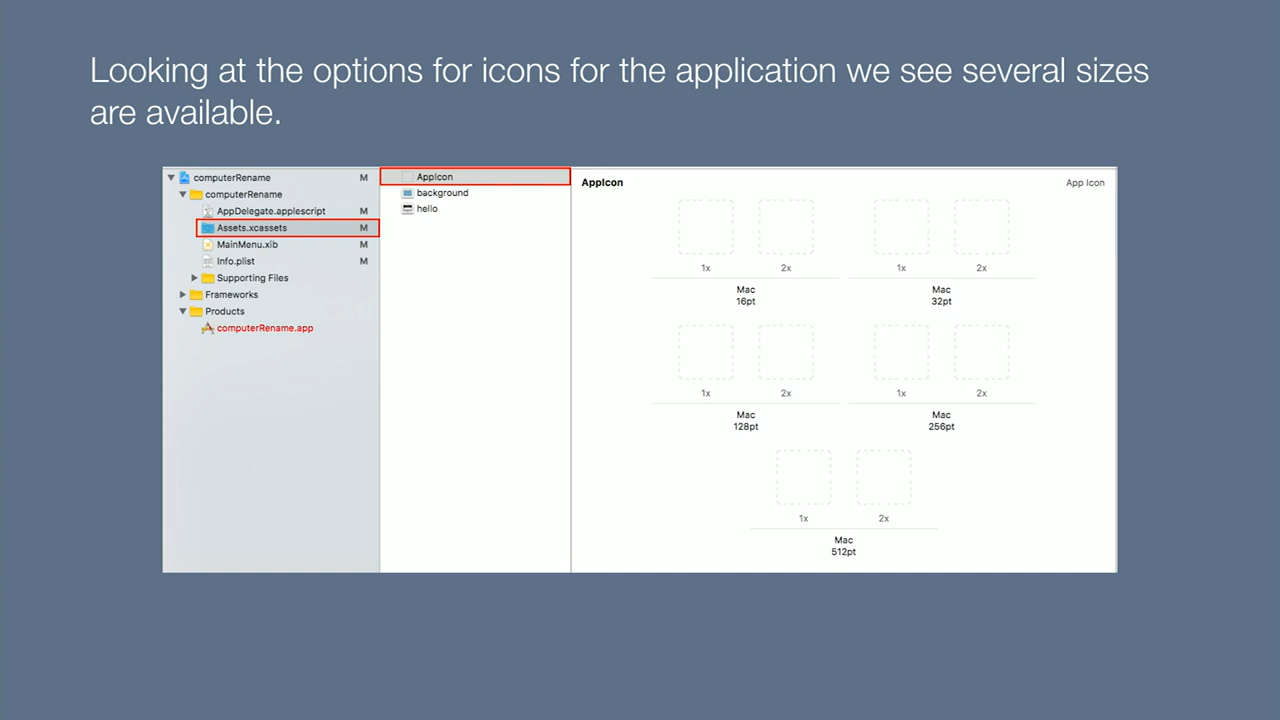 Looking at the options for icons for the application we see several sizes
are available.
computerRename M
computerRename
AppDelegate.applescript M
Assets.xcassets M
MainMenu.xib M
Info.plist M
Supporting Files
Frameworks
Products
computerRename.app
AppIcon
background
hello
AppIcon App Icon
1x 2x 1x 2x
Mac Mac
16pt 32pt
1x 2x 1x 2x
Mac Mac
128pt 256pt
1x 2x
Mac
512pt